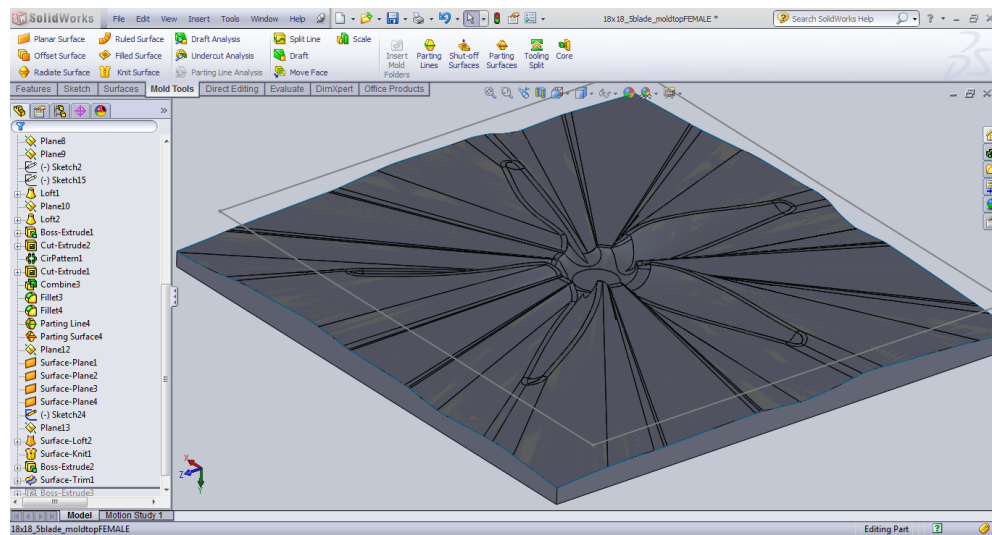 SolidWorks File Edit View Insert Tools Window Help 18x18_5blade_moldtopFEMALE * Search SolidWorks Help
Planar Surface Ruled Surface Draft Analysis Split Line Scale
Offset Surface Filled Surface Undercut Analysis Draft
Radiate Surface Knit Surface Parting Line Analysis Move Face
Insert Mold Folders
Parting Lines
Shut-off Surfaces
Parting Surfaces
Tooling Split
Core
Features Sketch Surfaces Mold Tools Direct Editing Evaluate DimXpert Office Products
Plane8
Plane9
(-) Sketch2
(-) Sketch15
Loft1
Plane10
Loft2
Boss-Extrude1
Cut-Extrude2
CirPattern1
Cut-Extrude1
Combine3
Fillet3
Fillet4
Parting Line4
Parting Surface4
Plane12
Surface-Plane1
Surface-Plane2
Surface-Plane3
Surface-Plane4
(-) Sketch24
Plane13
Surface-Loft2
Surface-Knit1
Boss-Extrude2
Surface-Trim1
Boss-Extrude3
X
Z
Y
Model Motion Study 1
18x18_5blade_moldtopFEMALE Editing Part